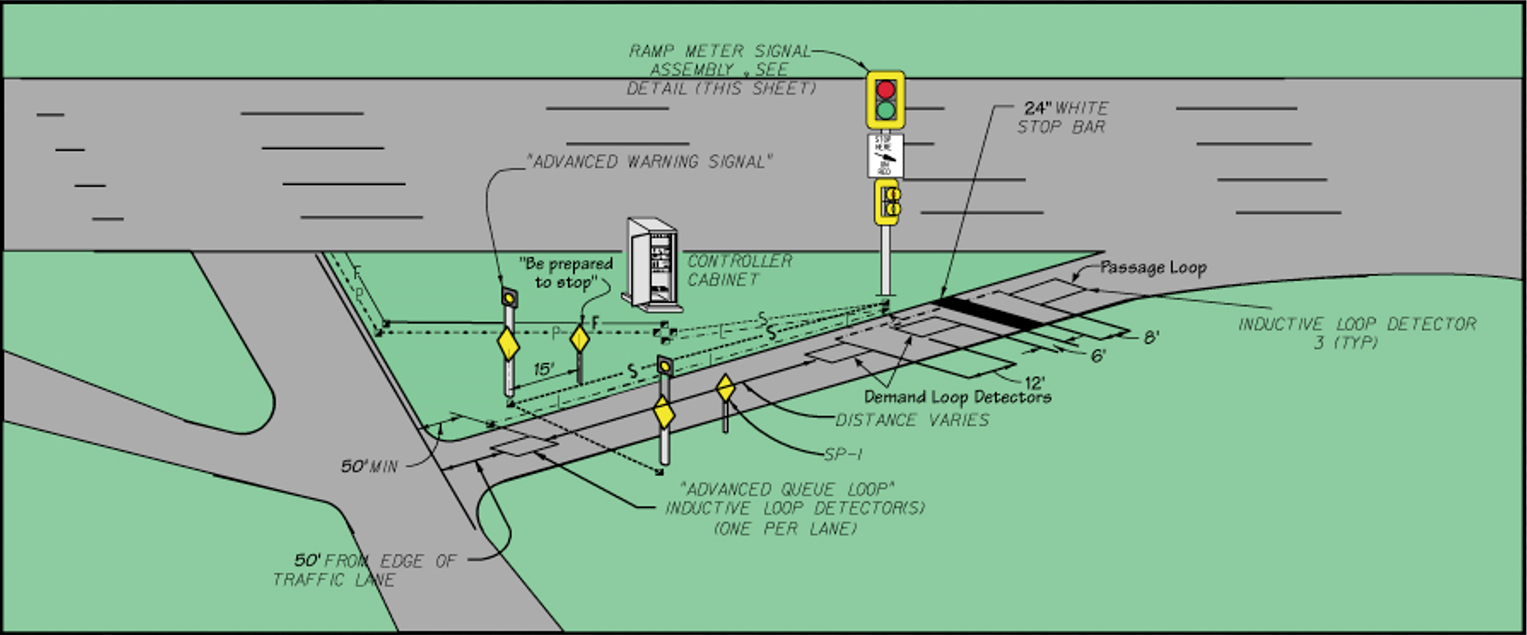 RAMP METER SIGNAL
ASSEMBLY , SEE
DETAIL (THIS SHEET)
24" WHITE
STOP BAR
STOP
HERE
ON
RED
"ADVANCED WARNING SIGNAL"
"Be prepared
to stop"
CONTROLLER
CABINET
Passage Loop
F
P
F
P
S
L
S
INDUCTIVE LOOP DETECTOR
3 (TYP)
8'
6'
12'
15'
S
L
L
L
Demand Loop Detectors
DISTANCE VARIES
SP-1
50' MIN
"ADVANCED QUEUE LOOP"
INDUCTIVE LOOP DETECTOR(S)
(ONE PER LANE)
50' FROM EDGE OF
TRAFFIC LANE